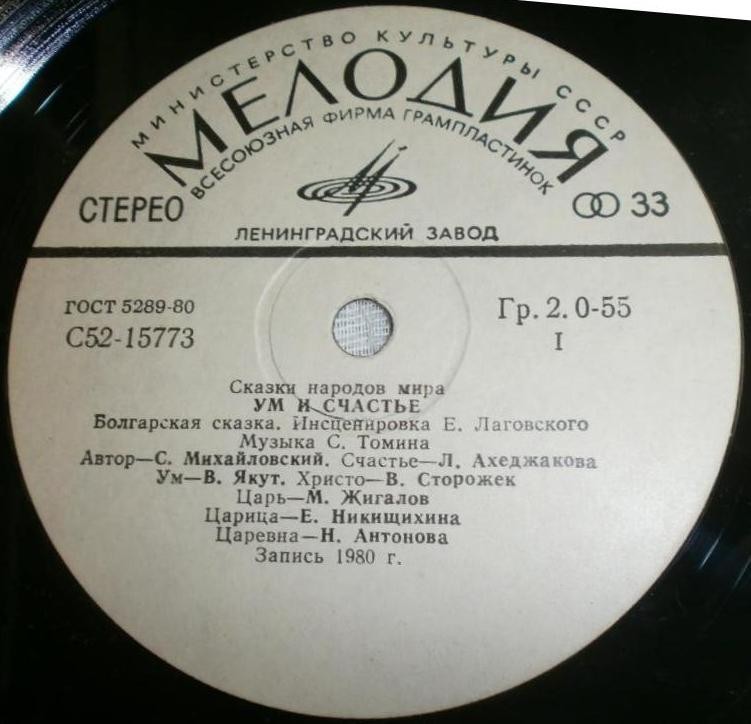 МИНИСТЕРСТВО КУЛЬТУРЫ СССР
МЕЛОДИЯ
ВСЕСОЮЗНАЯ ФИРМА ГРАМПЛАСТИНОК
СТЕРЕО
33
ЛЕНИНГРАДСКИЙ ЗАВОД
ГОСТ 5289-80
С52-15773
Гр. 2. 0-55
I
Сказки народов мира
УМ И СЧАСТЬЕ
Болгарская сказка. Инсценировка Е. Лаговского
Музыка С. Томина
Автор—С. Михайловский. Счастье—Л. Ахеджакова
Ум—В. Якут. Христо—В. Сторожек
Царь—М. Жигалов
Царица—Е. Никищихина
Царевна—Н. Антонова
Запись 1980 г.